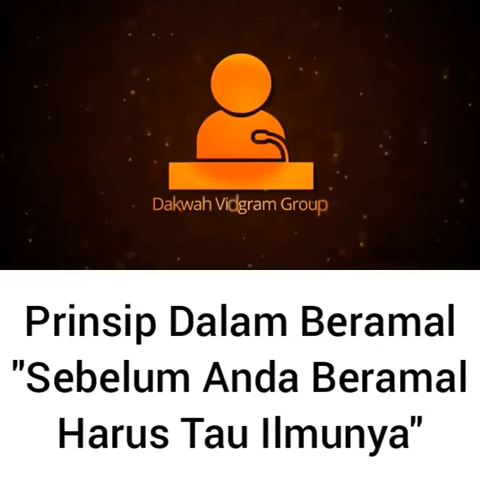 Dakwah Vidgram Group
Prinsip Dalam Beramal
"Sebelum Anda Beramal
Harus Tau Ilmunya"